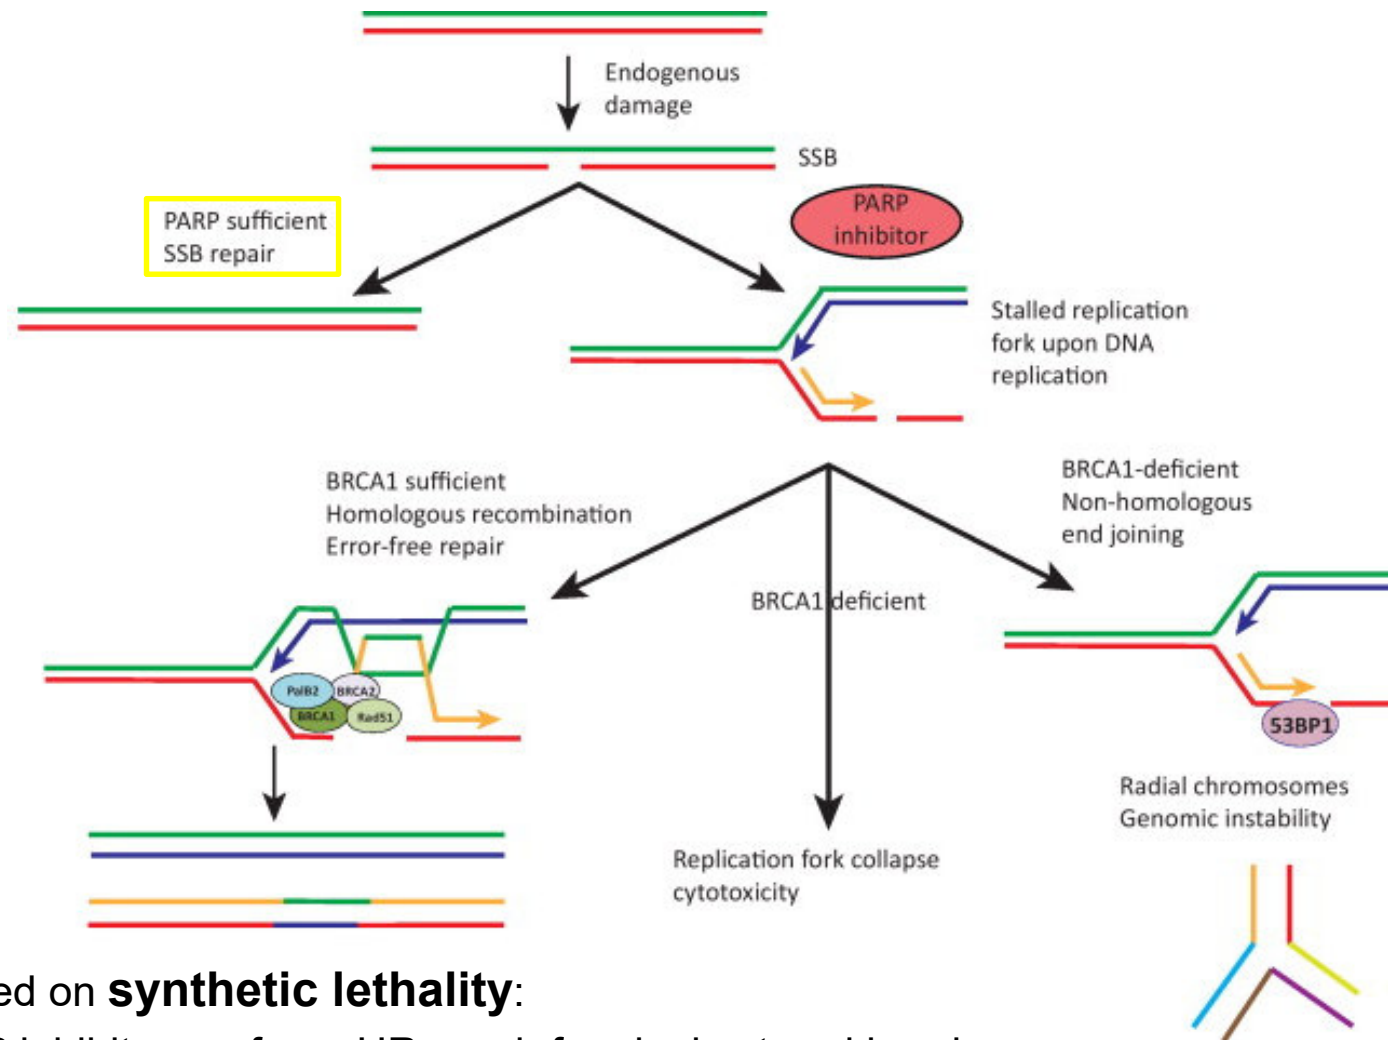 Endogenous
damage
SSB
PARP
inhibitor
PARP sufficient
SSB repair
Stalled replication
fork upon DNA
replication
BRCA1 sufficient
Homologous recombination
Error-free repair
BRCA1-deficient
Non-homologous
end joining
BRCA1 deficient
PalB2
BRCA2
BRCA1
Rad51
53BP1
Radial chromosomes
Genomic instability
Replication fork collapse
cytotoxicity
on synthetic lethality: